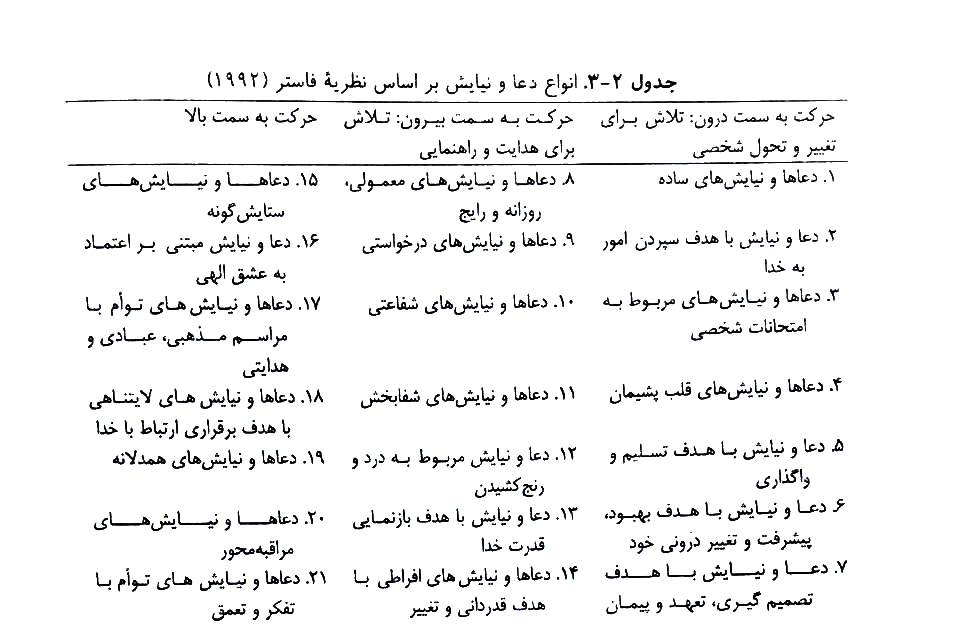 جدول ۲-۳. انواع دعا و نیایش بر اساس نظریهٔ فاستر (۱۹۹۲)
حرکت به سمت درون: تلاش برای
تغییر و تحول شخصی
حرکت به سمت بیرون: تلاش
برای هدایت و راهنمایی
حرکت به سمت بالا
۱. دعاها و نیایش‌های ساده
۸. دعاها و نیایش‌های معمولی،
روزانه و رایج
۱۵. دعاها و نیایش‌های
ستایش‌گونه
۲. دعا و نیایش با هدف سپردن امور
به خدا
۹. دعاها و نیایش‌های درخواستی
۱۶. دعا و نیایش مبتنی بر اعتماد
به عشق الهی
۳. دعاها و نیایش‌های مربوط به
امتحانات شخصی
۱۰. دعاها و نیایش‌های شفاعتی
۱۷. دعاها و نیایش های توأم با
مراسم مذهبی، عبادی و
هدایتی
۴. دعاها و نیایش‌های قلب پشیمان
۱۱. دعاها و نیایش‌های شفابخش
۱۸. دعاها و نیایش های لایتناهی
با هدف برقراری ارتباط با خدا
۵. دعا و نیایش با هدف تسلیم و
واگذاری
۱۲. دعا و نیایش مربوط به درد و
رنج‌کشیدن
۱۹. دعاها و نیایش‌های همدلانه
۶. دعا و نیایش با هدف بهبود،
پیشرفت و تغییر درونی خود
۱۳. دعا و نیایش با هدف بازنمایی
قدرت خدا
۲۰. دعاها و نیایش‌های
مراقبه‌محور
۷. دعا و نیایش با هدف
تصمیم گیری، تعهد و پیمان
۱۴. دعاها و نیایش های افراطی با
هدف قدردانی و تغییر
۲۱. دعاها و نیایش های توأم با
تفکر و تعمق